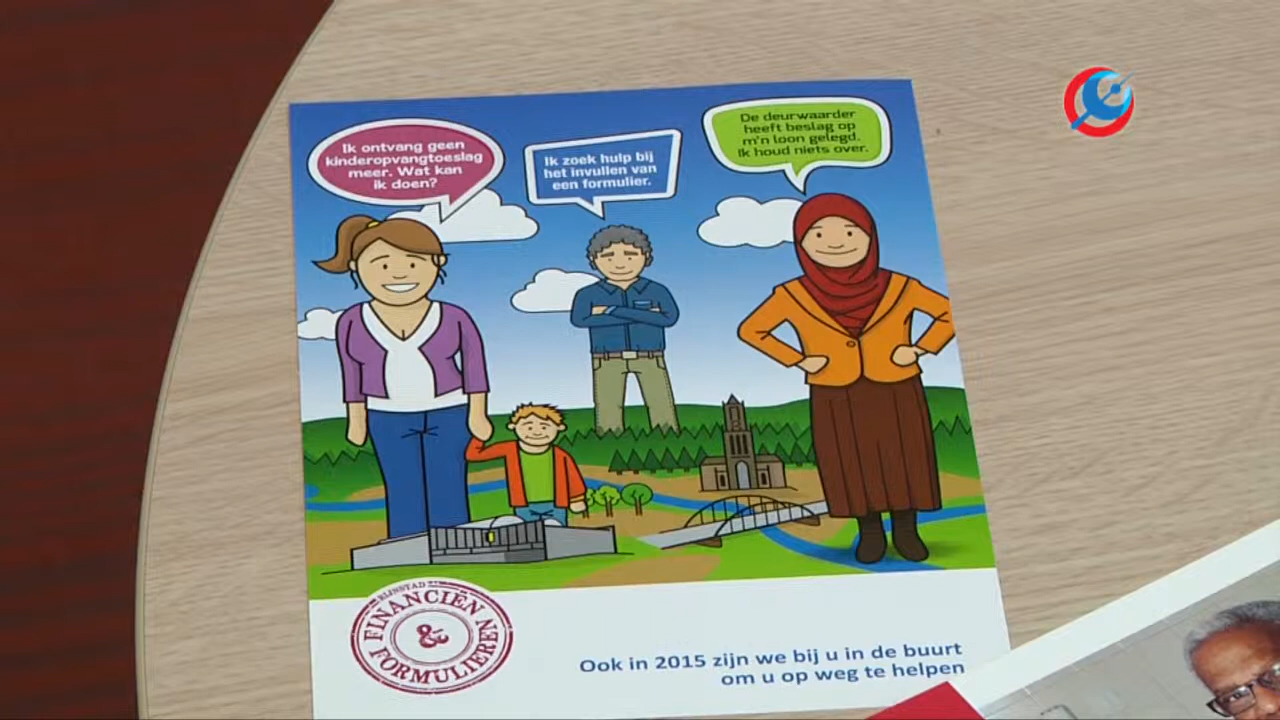 Ik ontvang geen
kinderopvangtoeslag
meer. Wat kan
ik doen?
Ik zoek hulp bij
het invullen van
een formulier.
De deurwaarder
heeft beslag op
m'n loon gelegd.
Ik houd niets over.
RIJNSTAD
FINANCIËN
&
FORMULIEREN
Ook in 2015 zijn we bij u in de buurt
om u op weg te helpen